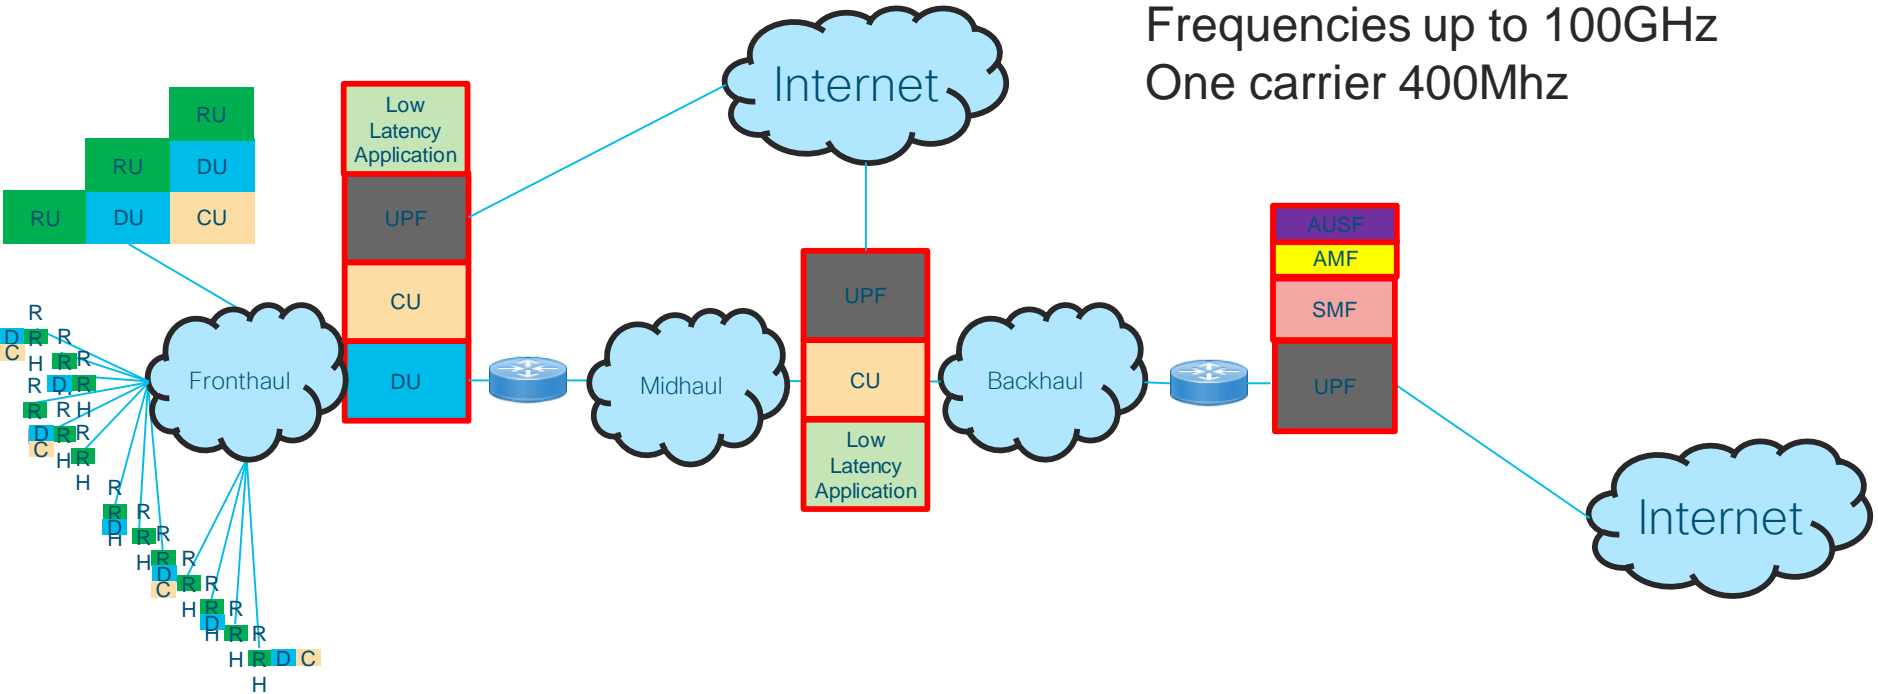 Frequencies up to 100GHz
One carrier 400Mhz
Internet
Low
Latency
Application
UPF
CU
DU
RU
RU
DU
RU
DU
CU
Fronthaul
Midhaul
UPF
CU
Low
Latency
Application
Backhaul
AUSF
AMF
SMF
UPF
Internet
R
D R
C
H
R
R
H
R
D R
H
R
R
H
R
D R
C
H
R
R
H
R
R
D
H
R
R
H
R
R
D
C
R
R
H
R
R
D
H
R
R
H
R
R D C
H